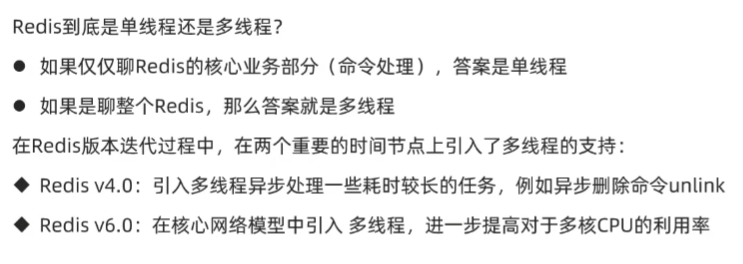 Redis到底是单线程还是多线程?
● 如果仅仅聊Redis的核心业务部分（命令处理），答案是单线程
● 如果是聊整个Redis，那么答案就是多线程
在Redis版本迭代过程中，在两个重要的时间节点上引入了多线程的支持：
◆ Redis v4.0：引入多线程异步处理一些耗时较长的任务，例如异步删除命令unlink
◆ Redis v6.0：在核心网络模型中引入 多线程，进一步提高对于多核CPU的利用率